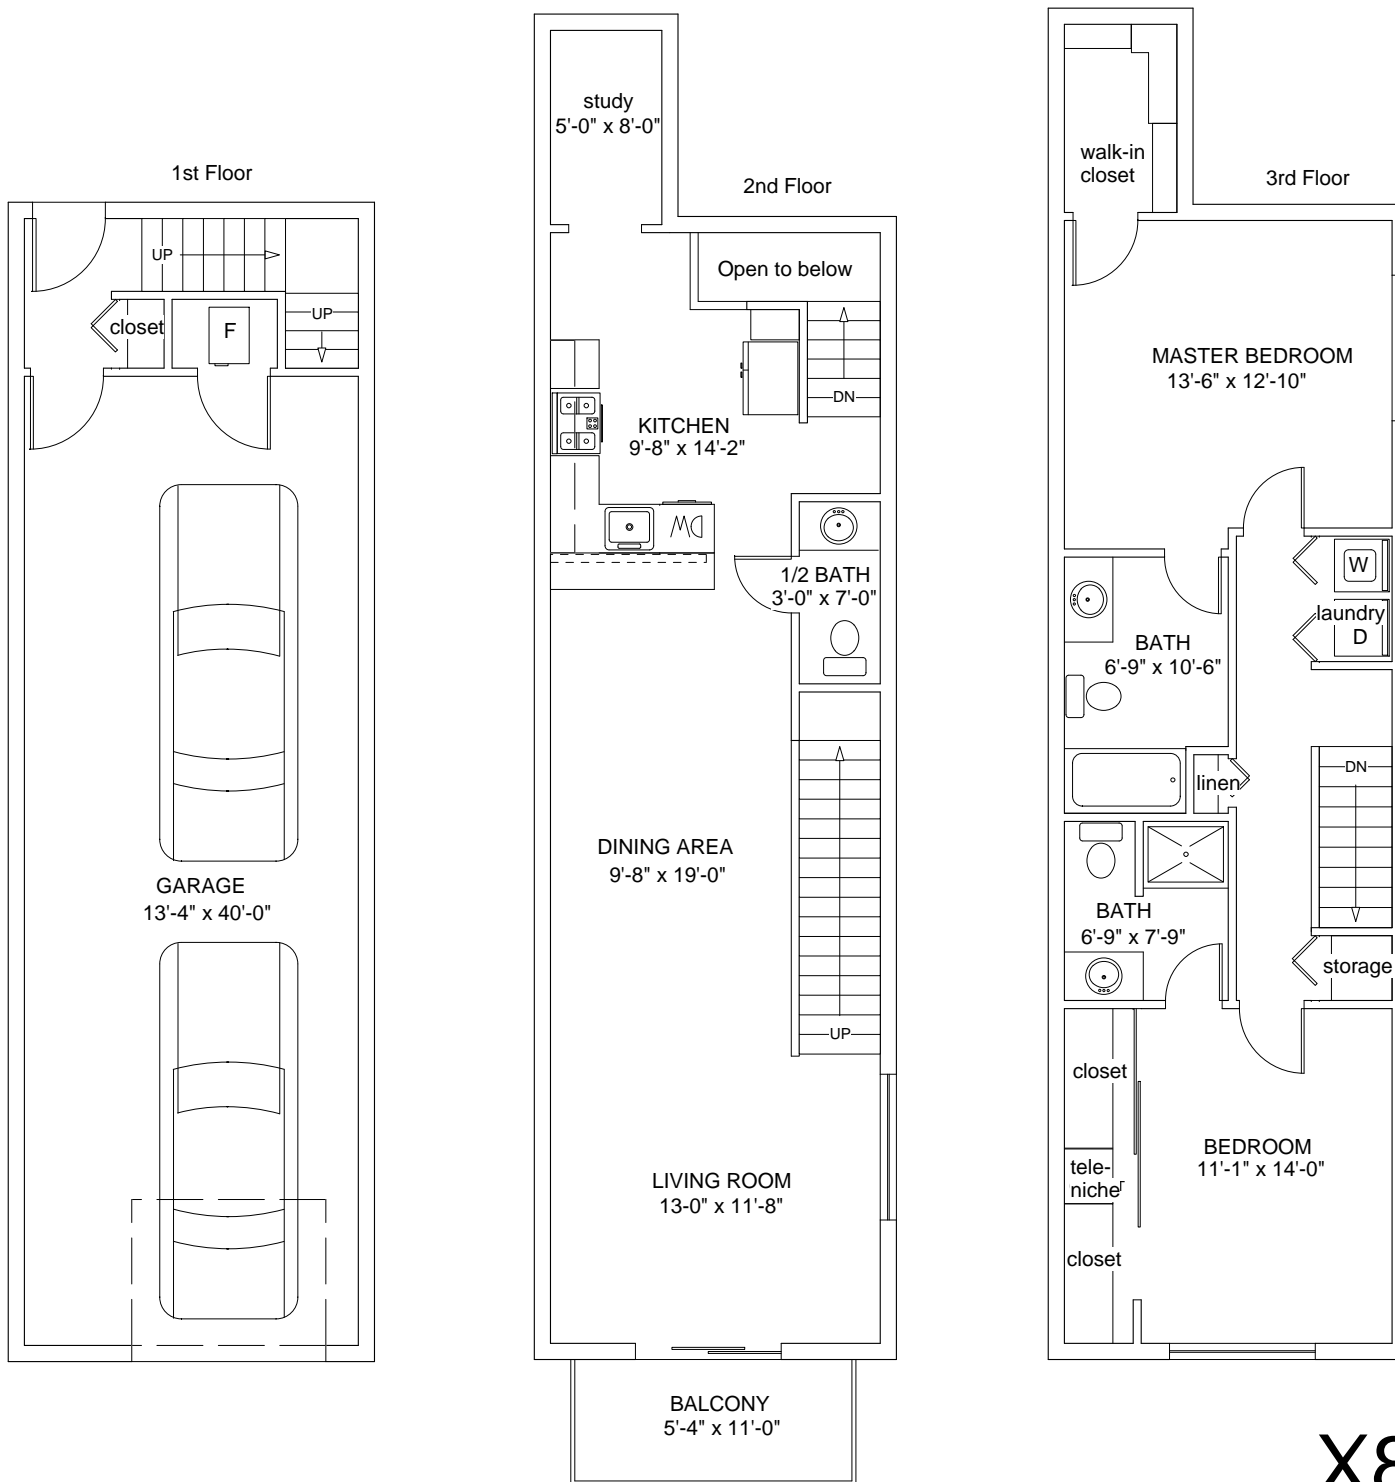 1st Floor
UP
UP
closet
F
GARAGE
13'-4" x 40'-0"
2nd Floor
study
5'-0" x 8'-0"
Open to below
DN
KITCHEN
9'-8" x 14'-2"
DW
1/2 BATH
3'-0" x 7'-0"
DINING AREA
9'-8" x 19'-0"
UP
LIVING ROOM
13-0" x 11'-8"
BALCONY
5'-4" x 11'-0"
3rd Floor
walk-in
closet
MASTER BEDROOM
13'-6" x 12'-10"
W
laundry
D
BATH
6'-9" x 10'-6"
linen
DN
BATH
6'-9" x 7'-9"
storage
closet
BEDROOM
11'-1" x 14'-0"
tele-
niche
closet